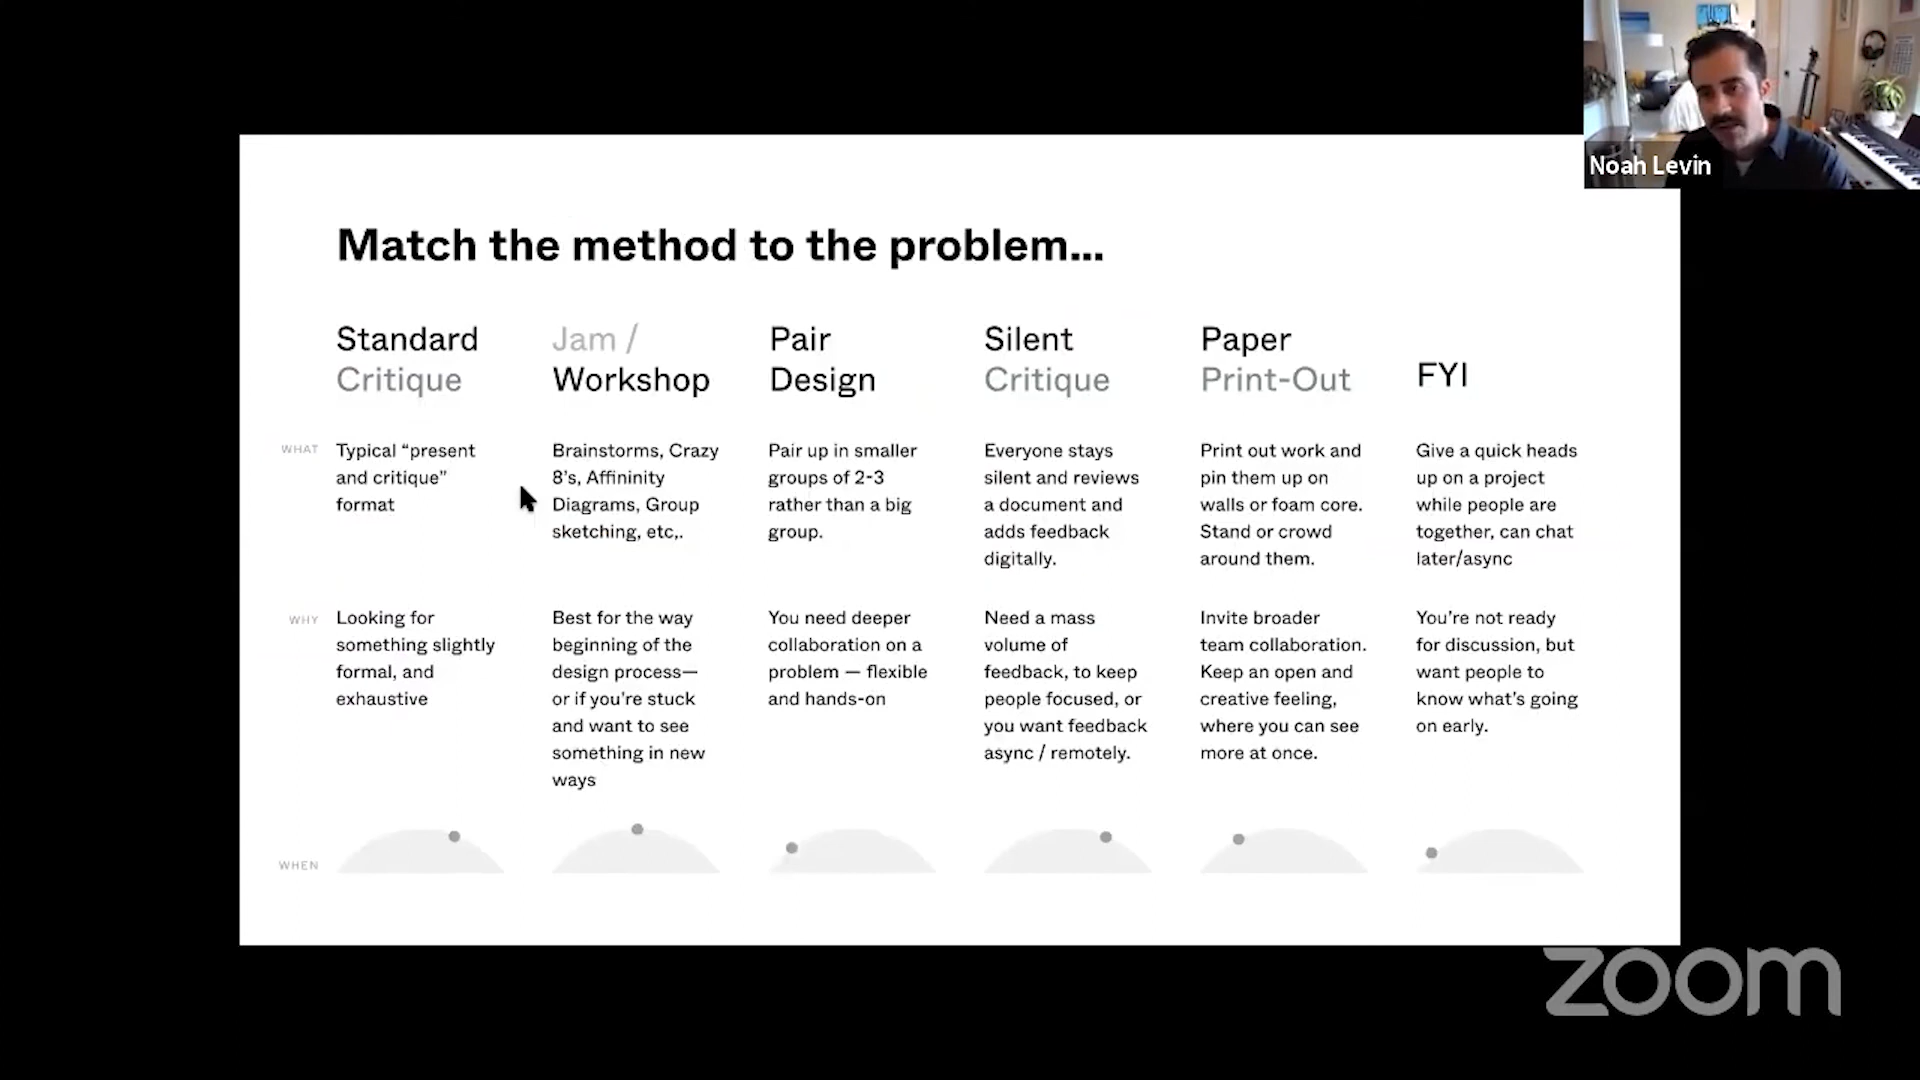 Noah Levin
Match the method to the problem...
Standard
Critique
Jam /
Workshop
Pair
Design
Silent
Critique
Paper
Print-Out
FYI
WHAT
Typical “present
and critique”
format
Brainstorms, Crazy
8’s, Affininity
Diagrams, Group
sketching, etc,.
Pair up in smaller
groups of 2-3
rather than a big
group.
Everyone stays
silent and reviews
a document and
adds feedback
digitally.
Print out work and
pin them up on
walls or foam core.
Stand or crowd
around them.
Give a quick heads
up on a project
while people are
together, can chat
later/async
WHY
Looking for
something slightly
formal, and
exhaustive
Best for the way
beginning of the
design process—
or if you’re stuck
and want to see
something in new
ways
You need deeper
collaboration on a
problem — flexible
and hands-on
Need a mass
volume of
feedback, to keep
people focused, or
you want feedback
async / remotely.
Invite broader
team collaboration.
Keep an open and
creative feeling,
where you can see
more at once.
You’re not ready
for discussion, but
want people to
know what’s going
on early.
WHEN
zoom